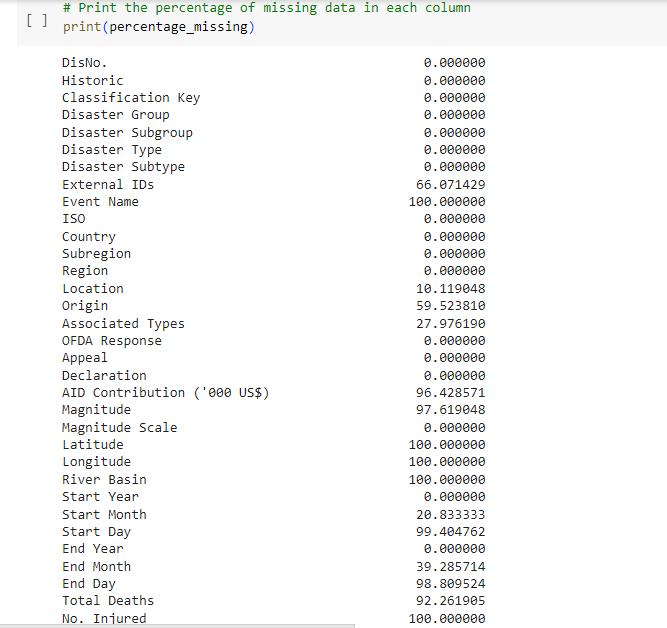 # Print the percentage of missing data in each column
[ ] print(percentage_missing)
DisNo. 0.000000
Historic 0.000000
Classification Key 0.000000
Disaster Group 0.000000
Disaster Subgroup 0.000000
Disaster Type 0.000000
Disaster Subtype 0.000000
External IDs 66.071429
Event Name 100.000000
ISO 0.000000
Country 0.000000
Subregion 0.000000
Region 0.000000
Location 10.119048
Origin 59.523810
Associated Types 27.976190
OFDA Response 0.000000
Appeal 0.000000
Declaration 0.000000
AID Contribution ('000 US$) 96.428571
Magnitude 97.619048
Magnitude Scale 0.000000
Latitude 100.000000
Longitude 100.000000
River Basin 100.000000
Start Year 0.000000
Start Month 20.833333
Start Day 99.404762
End Year 0.000000
End Month 39.285714
End Day 98.809524
Total Deaths 92.261905
No. Injured 100.000000